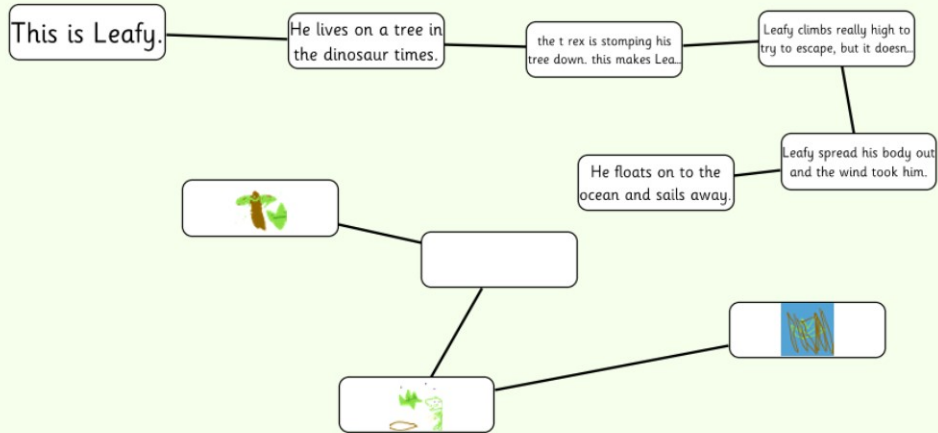 This is Leafy.
He lives on a tree in
the dinosaur times.
the t rex is stomping his
tree down. this makes Lea...
Leafy climbs really high to
try to escape, but it doesn...
Leafy spread his body out
and the wind took him.
He floats on to the
ocean and sails away.